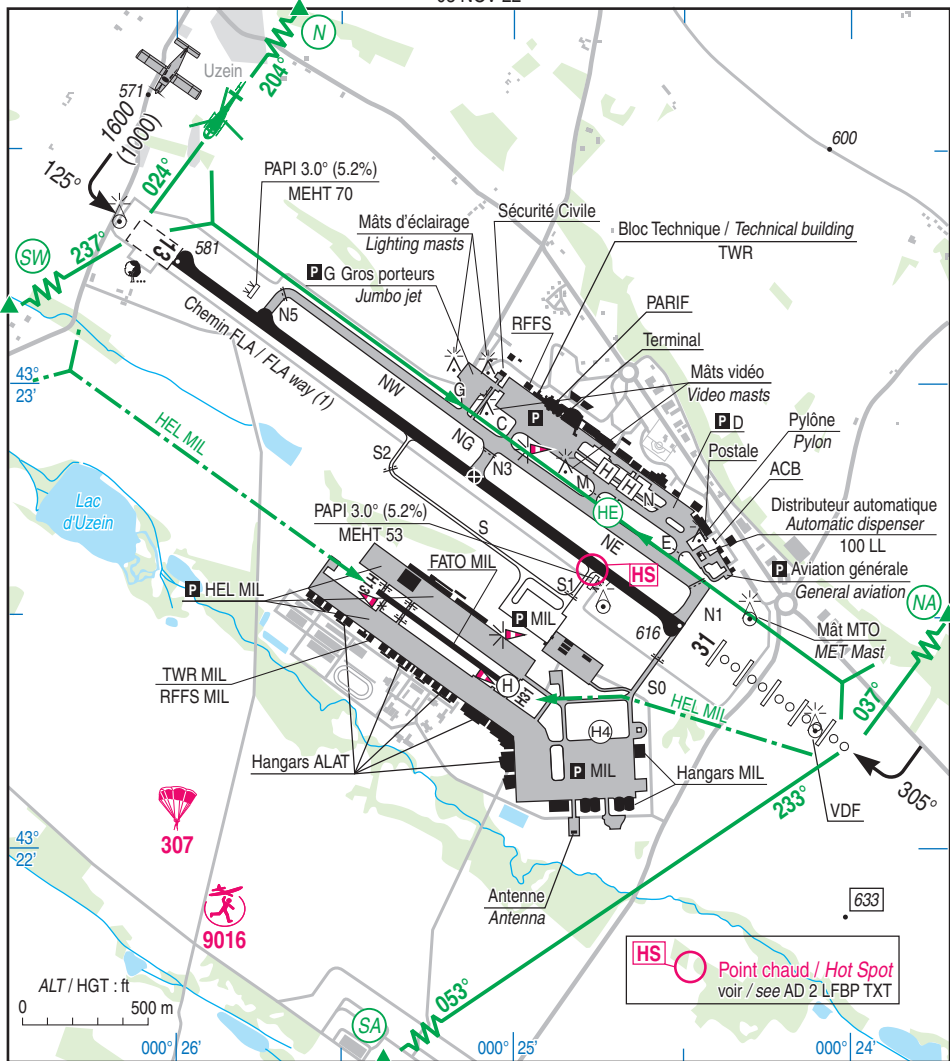 N
204°
Uzein
571
1600
(1000)
125°
024°
600
PAPI 3.0° (5.2%)
MEHT 70
Mâts d'éclairage
Lighting masts
Sécurité Civile
Bloc Technique / Technical building
TWR
SW
237°
13
581
P G Gros porteurs
Jumbo jet
RFFS
PARIF
Terminal
N5
Chemin FLA / FLA way (1)
NW
43°
23'
G
C
P
Mâts vidéo
Video masts
P D
Postale
Pylône
Pylon
ACB
HEL MIL
S2
NG
N3
M
N
Distributeur automatique
Automatic dispenser
100 LL
Lac
d'Uzein
PAPI 3.0° (5.2%)
MEHT 53
S
HE
NE
E
FATO MIL
HS
P Aviation générale
General aviation
P HEL MIL
H13
S1
P MIL
N1
NA
616
31
Mât MTO
MET Mast
TWR MIL
RFFS MIL
H
H31
S0
HEL MIL
037°
H4
Hangars ALAT
P MIL
Hangars MIL
305°
VDF
233°
307
43°
22'
Antenne
Antenna
633
9016
HS
Point chaud / Hot Spot
voir / see AD 2 LFBP TXT
ALT / HGT : ft
0
500 m
053°
SA
000° 26'
000° 25'
000° 24'